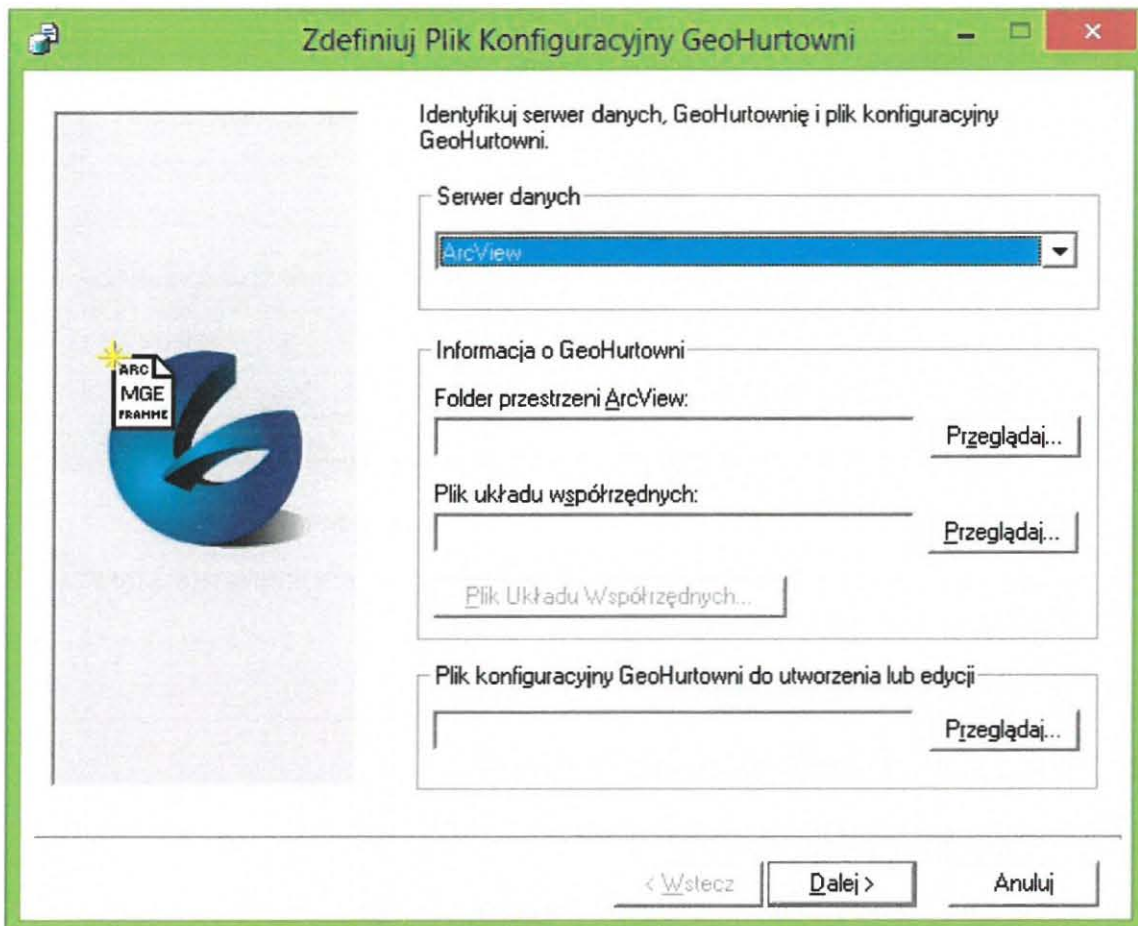 Zdefiniuj Plik Konfiguracyjny GeoHurtowni
Identyfikuj serwer danych, GeoHurtownię i plik konfiguracyjny
GeoHurtowni.
Serwer danych
ArcView
Informacja o GeoHurtowni
ARC
MGE
FRAMME
Folder przestrzeni ArcView:
Przeglądaj...
Plik układu współrzędnych:
Przeglądaj...
Plik Układu Współrzędnych...
Plik konfiguracyjny GeoHurtowni do utworzenia lub edycji
Przeglądaj...
< Wstecz
Dalej >
Anuluj